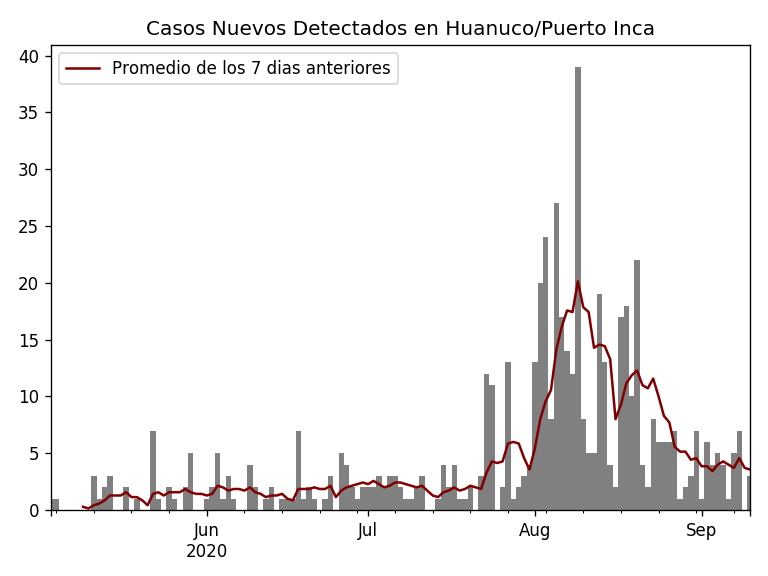 Casos Nuevos Detectados en Huanuco/Puerto Inca
Promedio de los 7 dias anteriores
40
35
30
25
20
15
10
5
0
Jun
2020
Jul
Aug
Sep